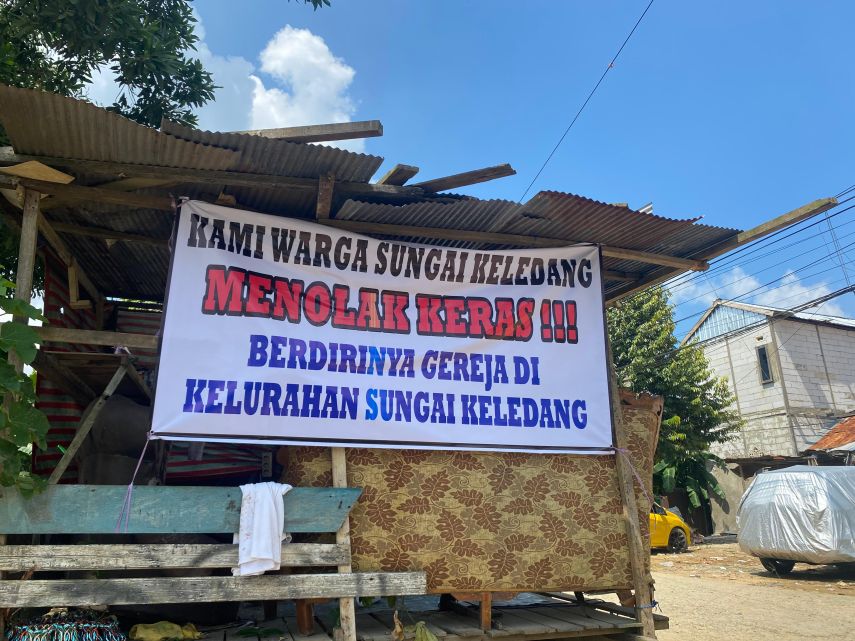 KAMI WARGA SUNGAI KELEDANG
MENOLAK KERAS !!!
BERDIRINYA GEREJA DI
KELURAHAN SUNGAI KELEDANG